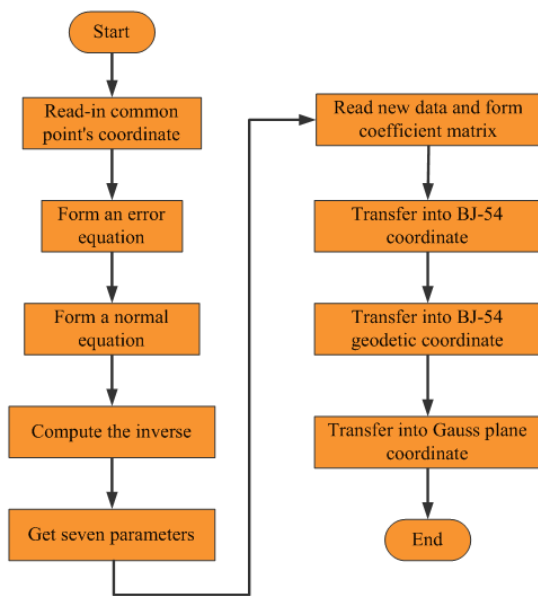 Start
Read-in common
point's coordinate
Form an error
equation
Form a normal
equation
Compute the inverse
Get seven parameters
Read new data and form
coefficient matrix
Transfer into BJ-54
coordinate
Transfer into BJ-54
geodetic coordinate
Transfer into Gauss plane
coordinate
End